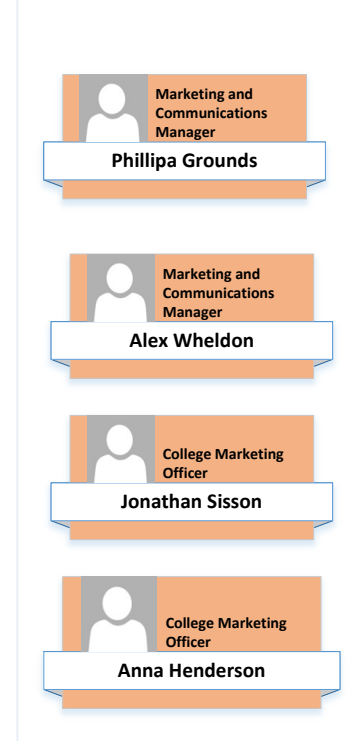 Marketing and
Communications
Manager
Phillipa Grounds
Marketing and
Communications
Manager
Alex Wheldon
College Marketing
Officer
Jonathan Sisson
College Marketing
Officer
Anna Henderson